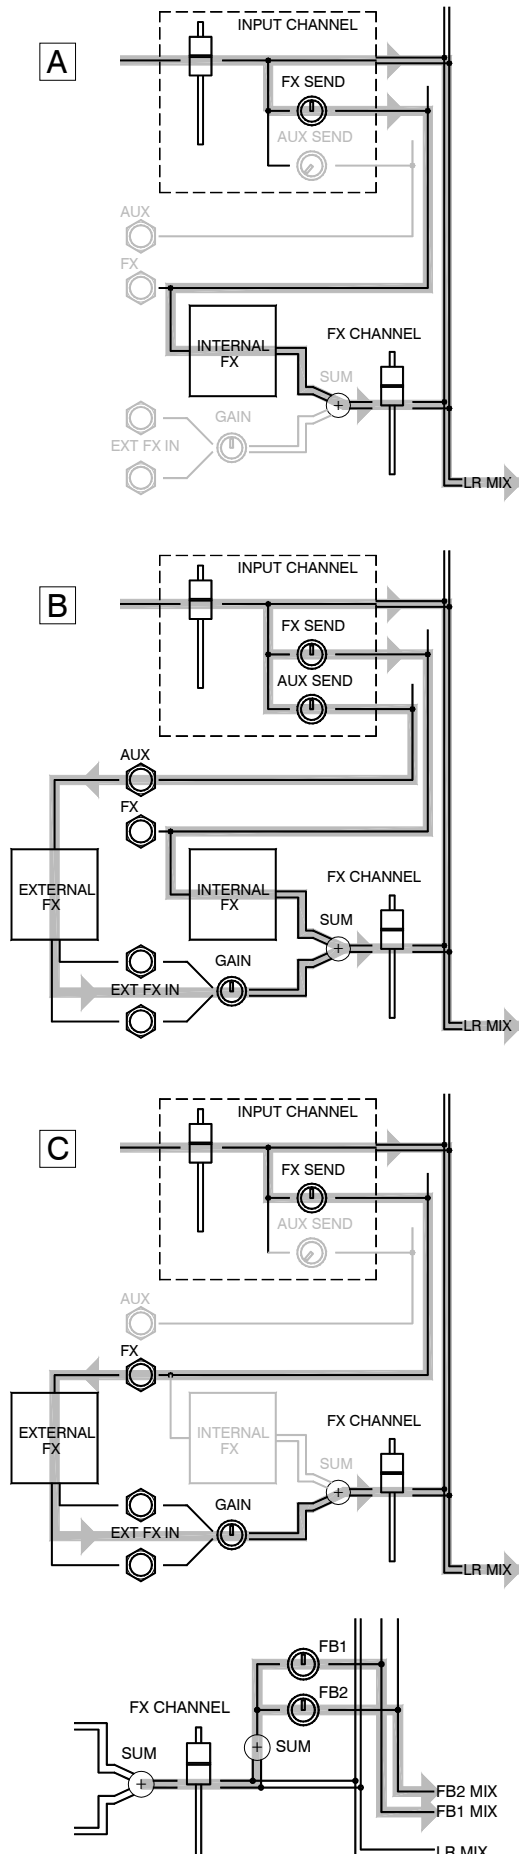 INPUT CHANNEL
A
FX SEND
AUX SEND
AUX
FX
INTERNAL
FX
FX CHANNEL
SUM
GAIN
EXT FX IN
LR MIX
INPUT CHANNEL
B
FX SEND
AUX SEND
AUX
FX
FX CHANNEL
EXTERNAL
FX
INTERNAL
FX
SUM
GAIN
EXT FX IN
LR MIX
INPUT CHANNEL
C
FX SEND
AUX SEND
AUX
FX
FX CHANNEL
EXTERNAL
FX
INTERNAL
FX
SUM
GAIN
EXT FX IN
LR MIX
FB1
FB2
FX CHANNEL
SUM
SUM
FB2 MIX
FB1 MIX
LR MIX